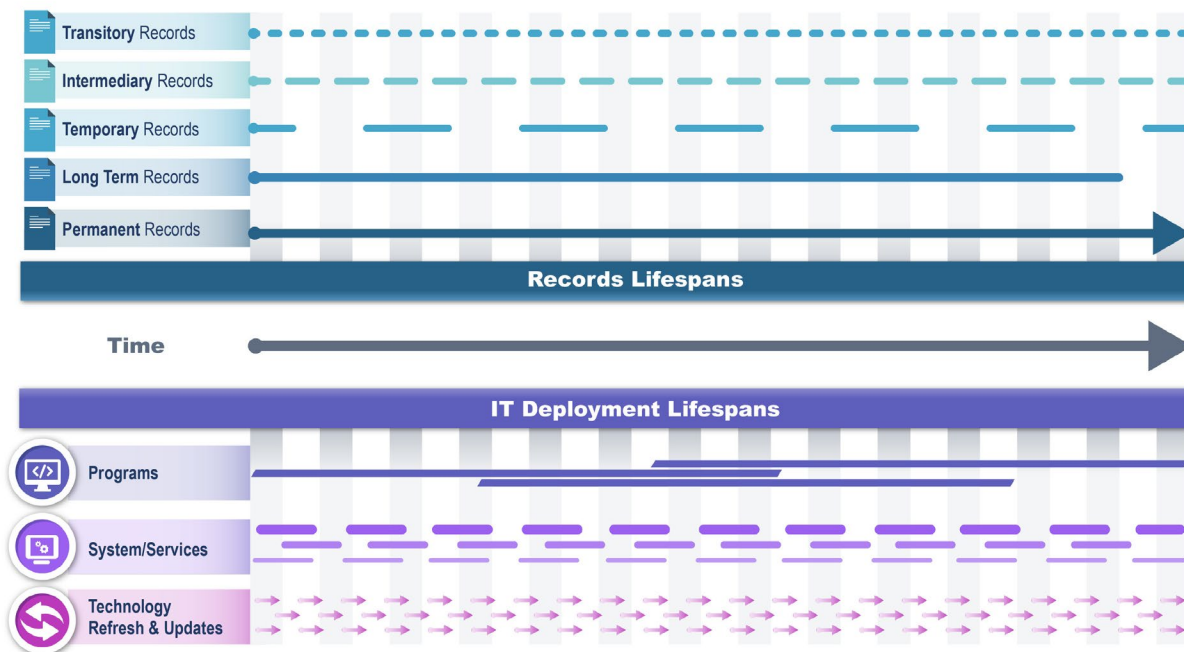 Transitory Records
Intermediary Records
Temporary Records
Long Term Records
Permanent Records
Records Lifespans
Time
IT Deployment Lifespans
</> Programs
System/Services
Technology
Refresh & Updates